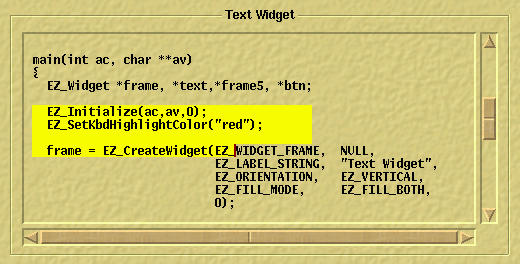 Text Widget
main(int ac, char **av)
{
  EZ_Widget *frame, *text,*frame5, *btn;
  EZ_Initialize(ac,av,0);
  EZ_SetKbdHighlightColor("red");
  frame = EZ_CreateWidget(EZ_WIDGET_FRAME,  NULL,
                          EZ_LABEL_STRING,  "Text Widget",
                          EZ_ORIENTATION,   EZ_VERTICAL,
                          EZ_FILL_MODE,     EZ_FILL_BOTH,
                          0);